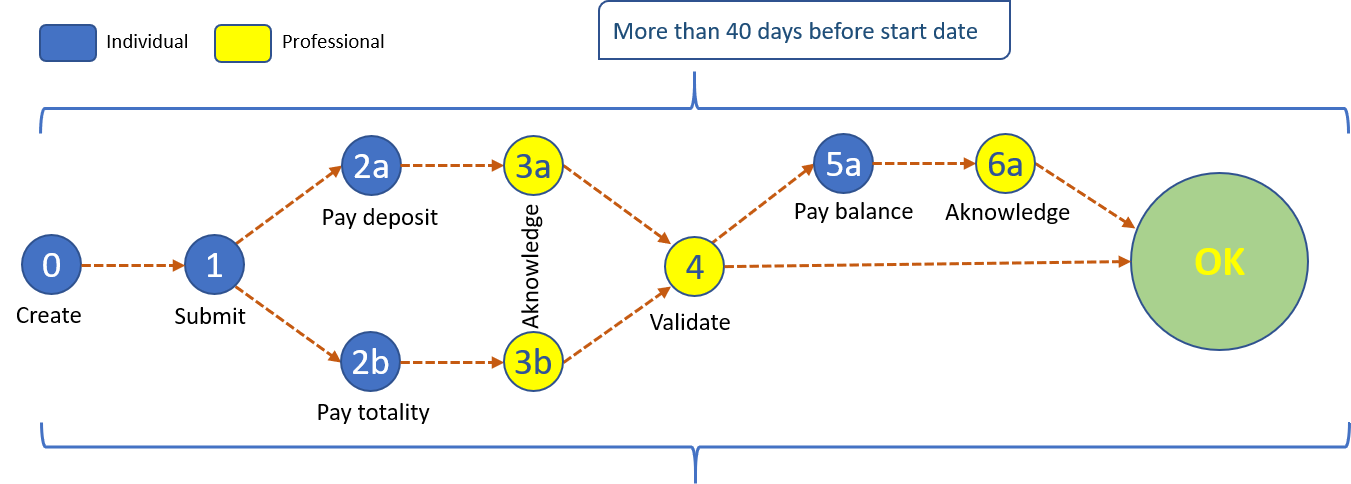 Individual
Professional
More than 40 days before start date
2a
3a
5a
6a
Pay deposit
Pay balance
Aknowledge
0
1
Aknowledge
4
OK
Create
Submit
Validate
2b
3b
Pay totality